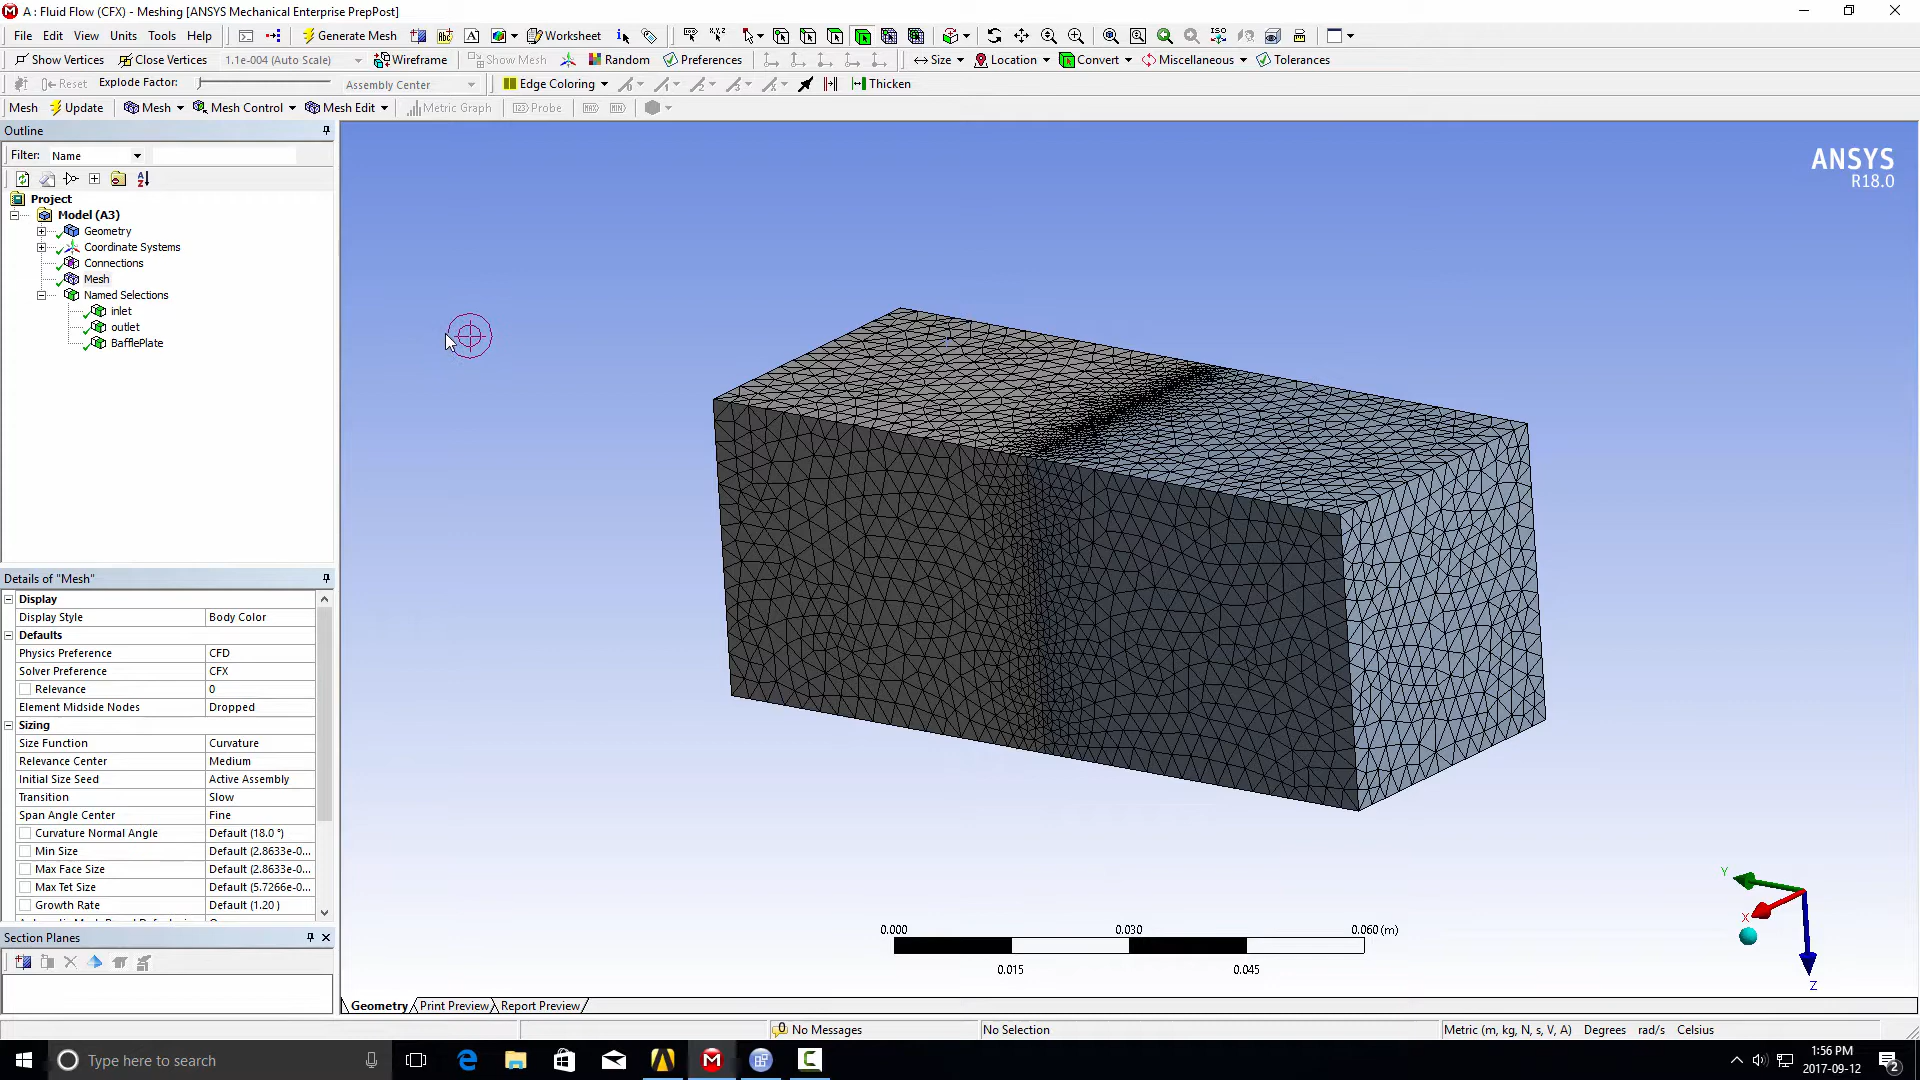 A : Fluid Flow (CFX) - Meshing [ANSYS Mechanical Enterprise PrepPost]
File Edit View Units Tools Help Generate Mesh Worksheet
Show Vertices Close Vertices 1.1e-004 (Auto Scale) Wireframe Show Mesh Random Preferences Size Location Convert Miscellaneous Tolerances
Reset Explode Factor: Assembly Center Edge Coloring Thicken
Mesh Update Mesh Mesh Control Mesh Edit Metric Graph Probe
Outline
Filter: Name
Project
Model (A3)
Geometry
Coordinate Systems
Connections
Mesh
Named Selections
inlet
outlet
BafflePlate
ANSYS
R18.0
Details of "Mesh"
Display
Display Style Body Color
Defaults
Physics Preference CFD
Solver Preference CFX
Relevance 0
Element Midside Nodes Dropped
Sizing
Size Function Curvature
Relevance Center Medium
Initial Size Seed Active Assembly
Transition Slow
Span Angle Center Fine
Curvature Normal Angle Default (18.0 °)
Min Size Default (2.8633e-0...
Max Face Size Default (2.8633e-0...
Max Tet Size Default (5.7266e-0...
Growth Rate Default (1.20 )
Section Planes
0.000 0.030 0.060 (m)
0.015 0.045
Y
X
Z
Geometry Print Preview Report Preview
No Messages No Selection Metric (m, kg, N, s, V, A) Degrees rad/s Celsius
Type here to search
1:56 PM
2017-09-12
2